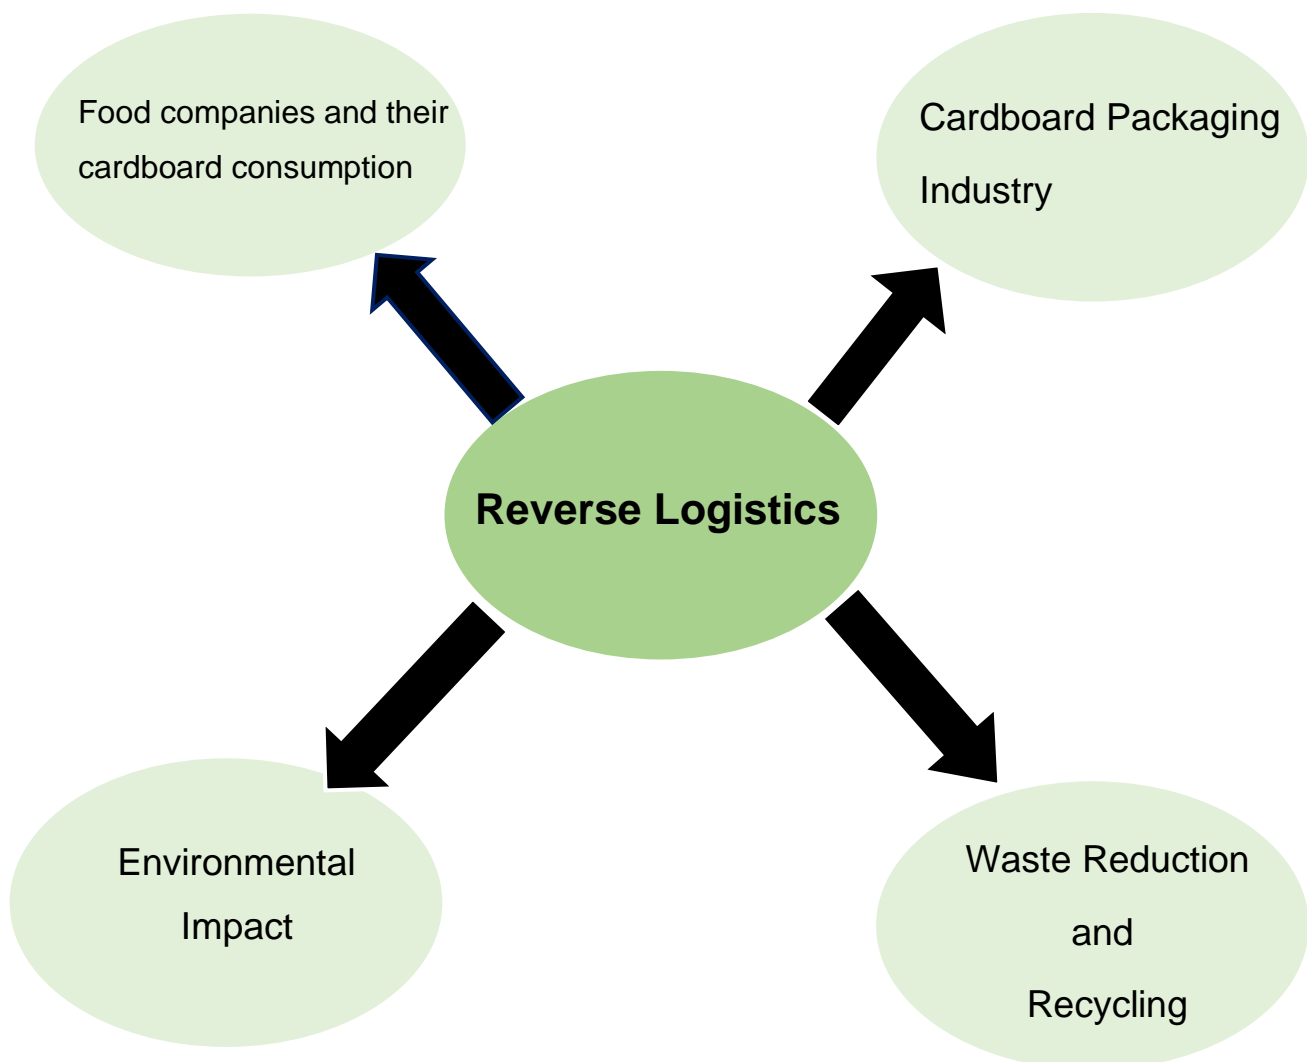 Food companies and their
cardboard consumption
Cardboard Packaging
Industry
Reverse Logistics
Environmental
Impact
Waste Reduction
and
Recycling